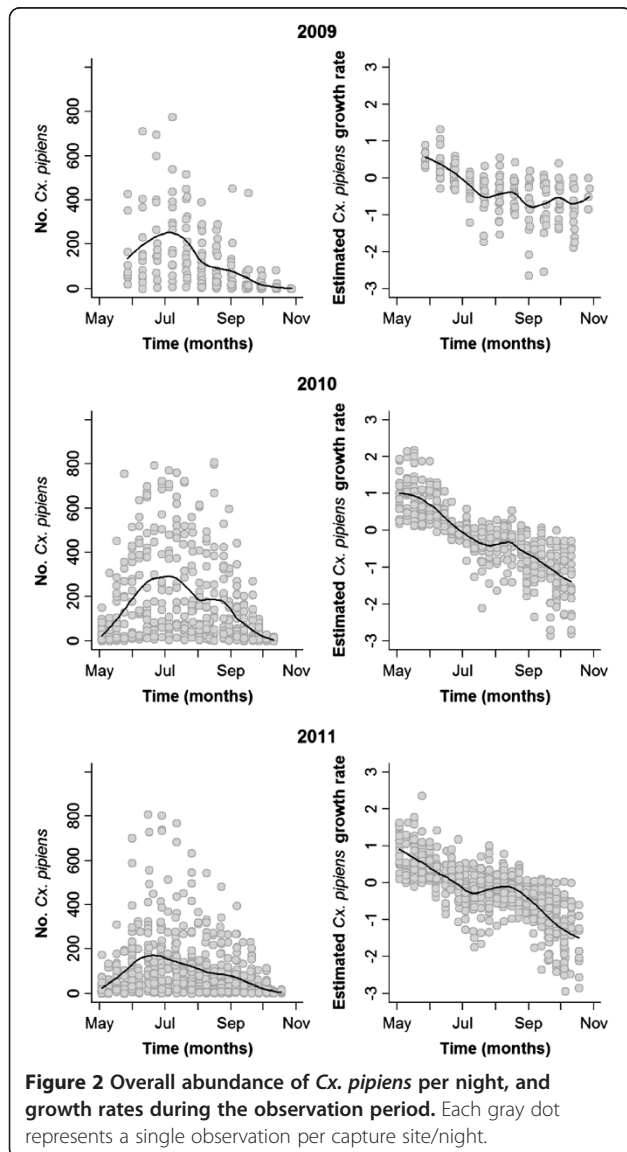 2009
No. Cx. pipiens
800
600
400
200
0
May Jul Sep Nov
Time (months)
Estimated Cx. pipiens growth rate
3
2
1
0
-1
-2
-3
May Jul Sep Nov
Time (months)
2010
No. Cx. pipiens
800
600
400
200
0
May Jul Sep Nov
Time (months)
Estimated Cx. pipiens growth rate
3
2
1
0
-1
-2
-3
May Jul Sep Nov
Time (months)
2011
No. Cx. pipiens
800
600
400
200
0
May Jul Sep Nov
Time (months)
Estimated Cx. pipiens growth rate
3
2
1
0
-1
-2
-3
May Jul Sep Nov
Time (months)
Figure 2 Overall abundance of Cx. pipiens per night, and
growth rates during the observation period. Each gray dot
represents a single observation per capture site/night.